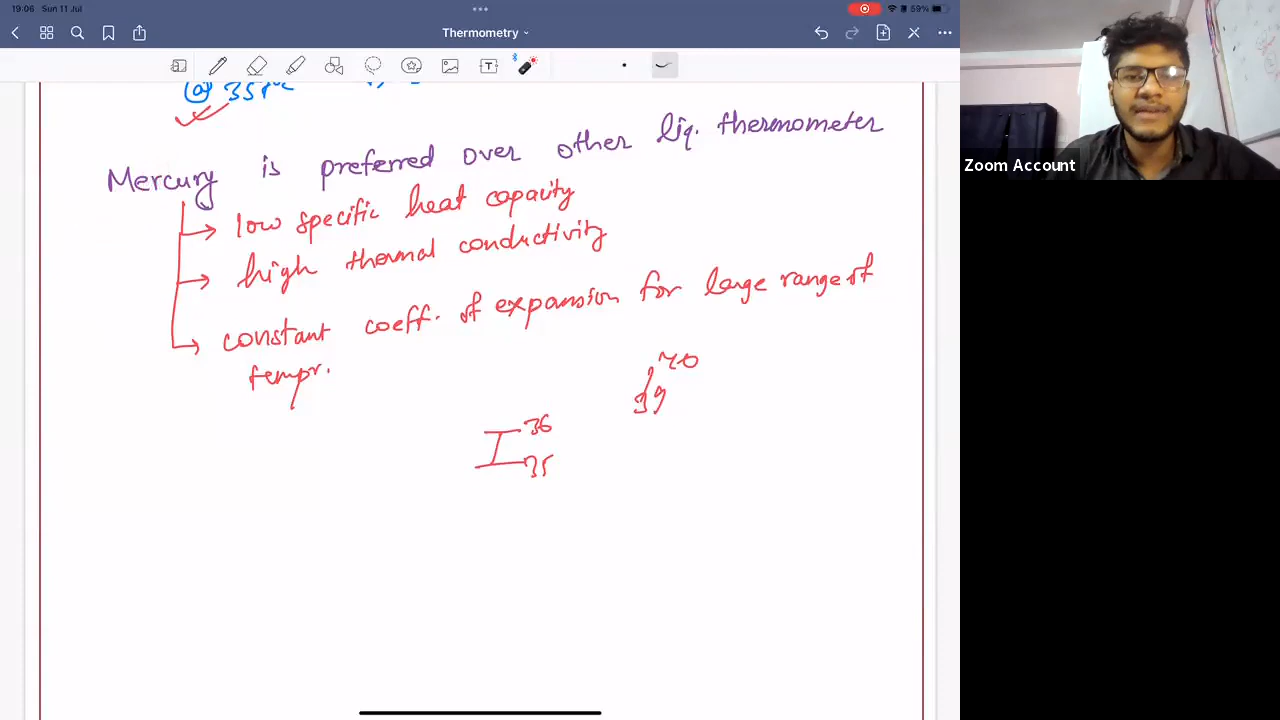 19:06 Sun 11 Jul
59%
Thermometry
Zoom Account
Mercury is preferred over other liq. thermometer
low specific heat capacity
high thermal conductivity
constant coeff. of expansion for large range of
tempr.
40
39
36
35